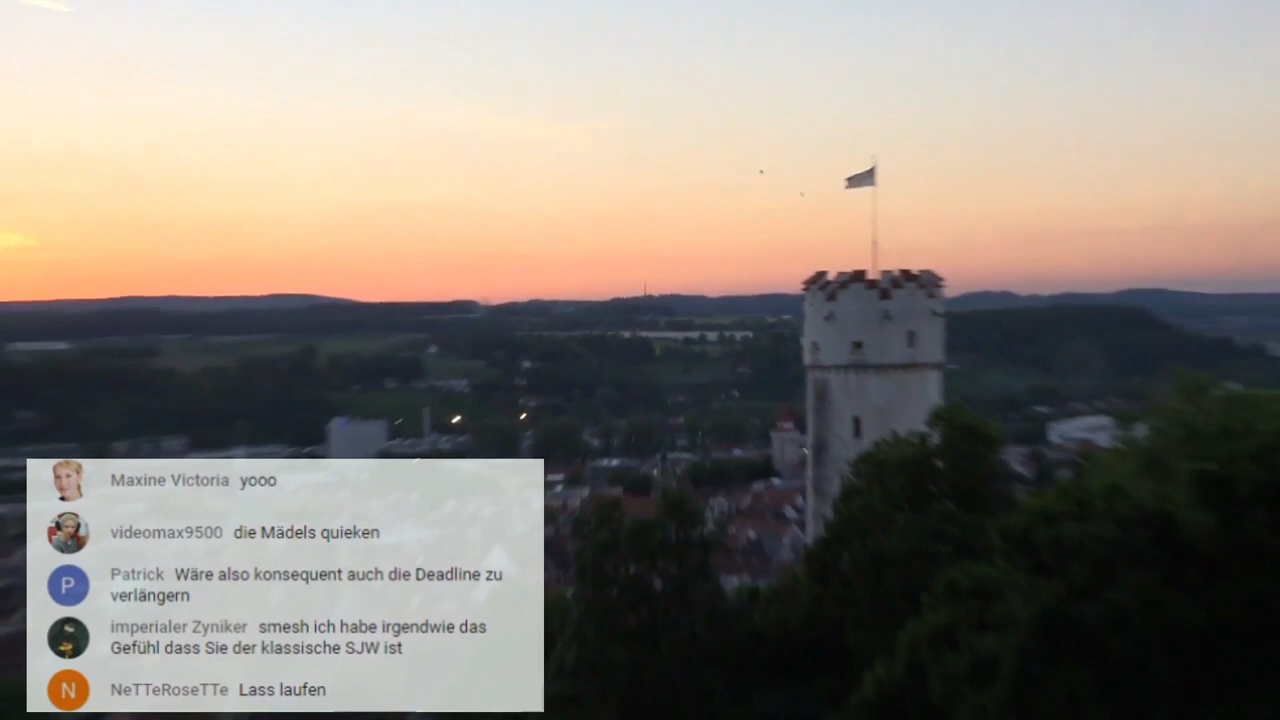 Maxine Victoria yooo
videomax9500 die Mädels quieken
P Patrick Wäre also konsequent auch die Deadline zu
verlängern
imperialer Zyniker smesh ich habe irgendwie das
Gefühl dass Sie der klassische SJW ist
N NeTTeRoseTTe Lass laufen